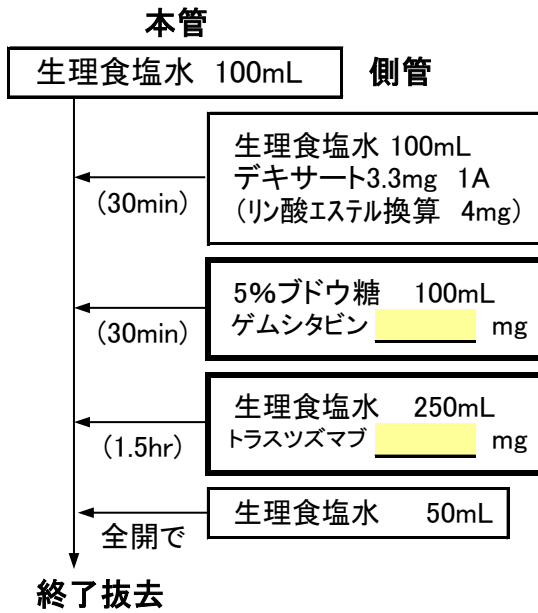 本管
生理食塩水 100mL
側管
生理食塩水 100mL
デキサート3.3mg 1A
（リン酸エステル換算 4mg）
(30min)
5%ブドウ糖 100mL
ゲムシタビン mg
(30min)
生理食塩水 250mL
トラスツズマブ mg
(1.5hr)
生理食塩水 50mL
全開で
終了抜去